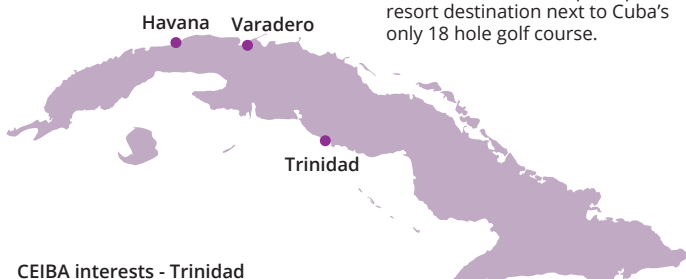 resort destination next to Cuba's
only 18 hole golf course.
Havana
Varadero
Trinidad
CEIBA interests - Trinidad